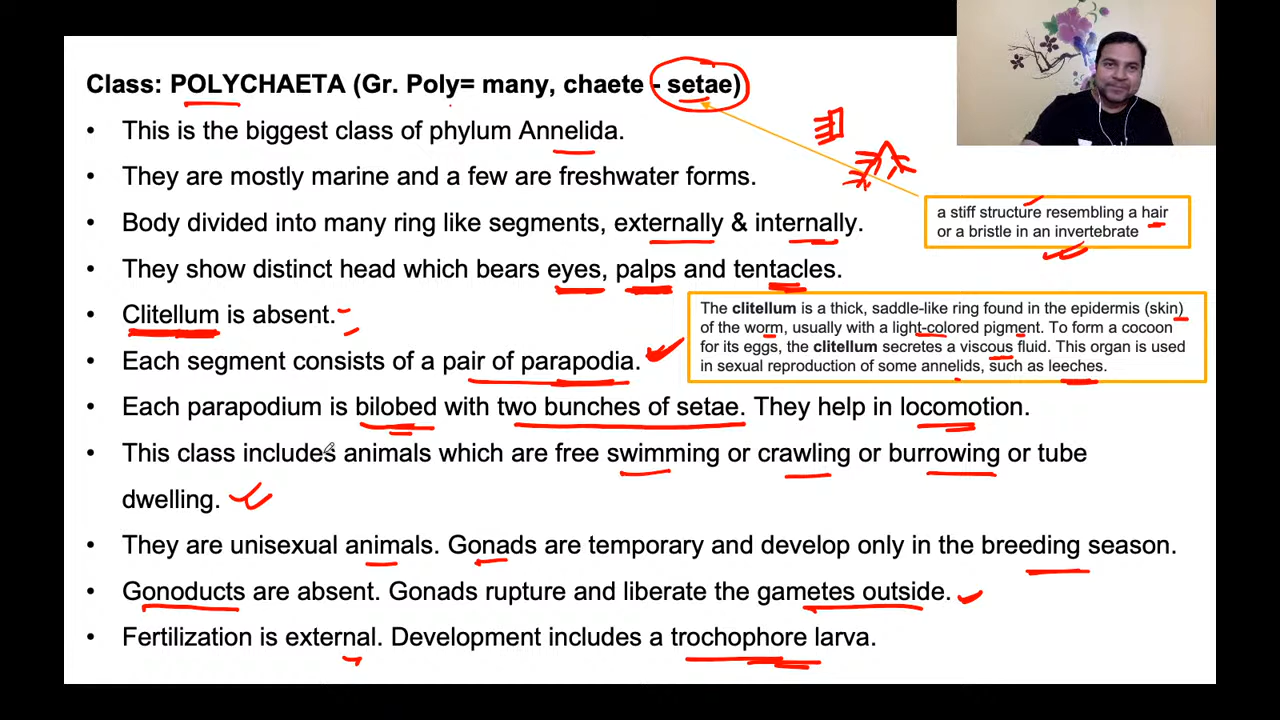 Class: POLYCHAETA (Gr. Poly= many, chaete - setae)
• This is the biggest class of phylum Annelida.
• They are mostly marine and a few are freshwater forms.
a stiff structure resembling a hair
or a bristle in an invertebrate
• Body divided into many ring like segments, externally & internally.
• They show distinct head which bears eyes, palps and tentacles.
• Clitellum is absent.
The clitellum is a thick, saddle-like ring found in the epidermis (skin)
of the worm, usually with a light-colored pigment. To form a cocoon
for its eggs, the clitellum secretes a viscous fluid. This organ is used
in sexual reproduction of some annelids, such as leeches.
• Each segment consists of a pair of parapodia.
• Each parapodium is bilobed with two bunches of setae. They help in locomotion.
• This class includes animals which are free swimming or crawling or burrowing or tube
dwelling.
• They are unisexual animals. Gonads are temporary and develop only in the breeding season.
• Gonoducts are absent. Gonads rupture and liberate the gametes outside.
• Fertilization is external. Development includes a trochophore larva.